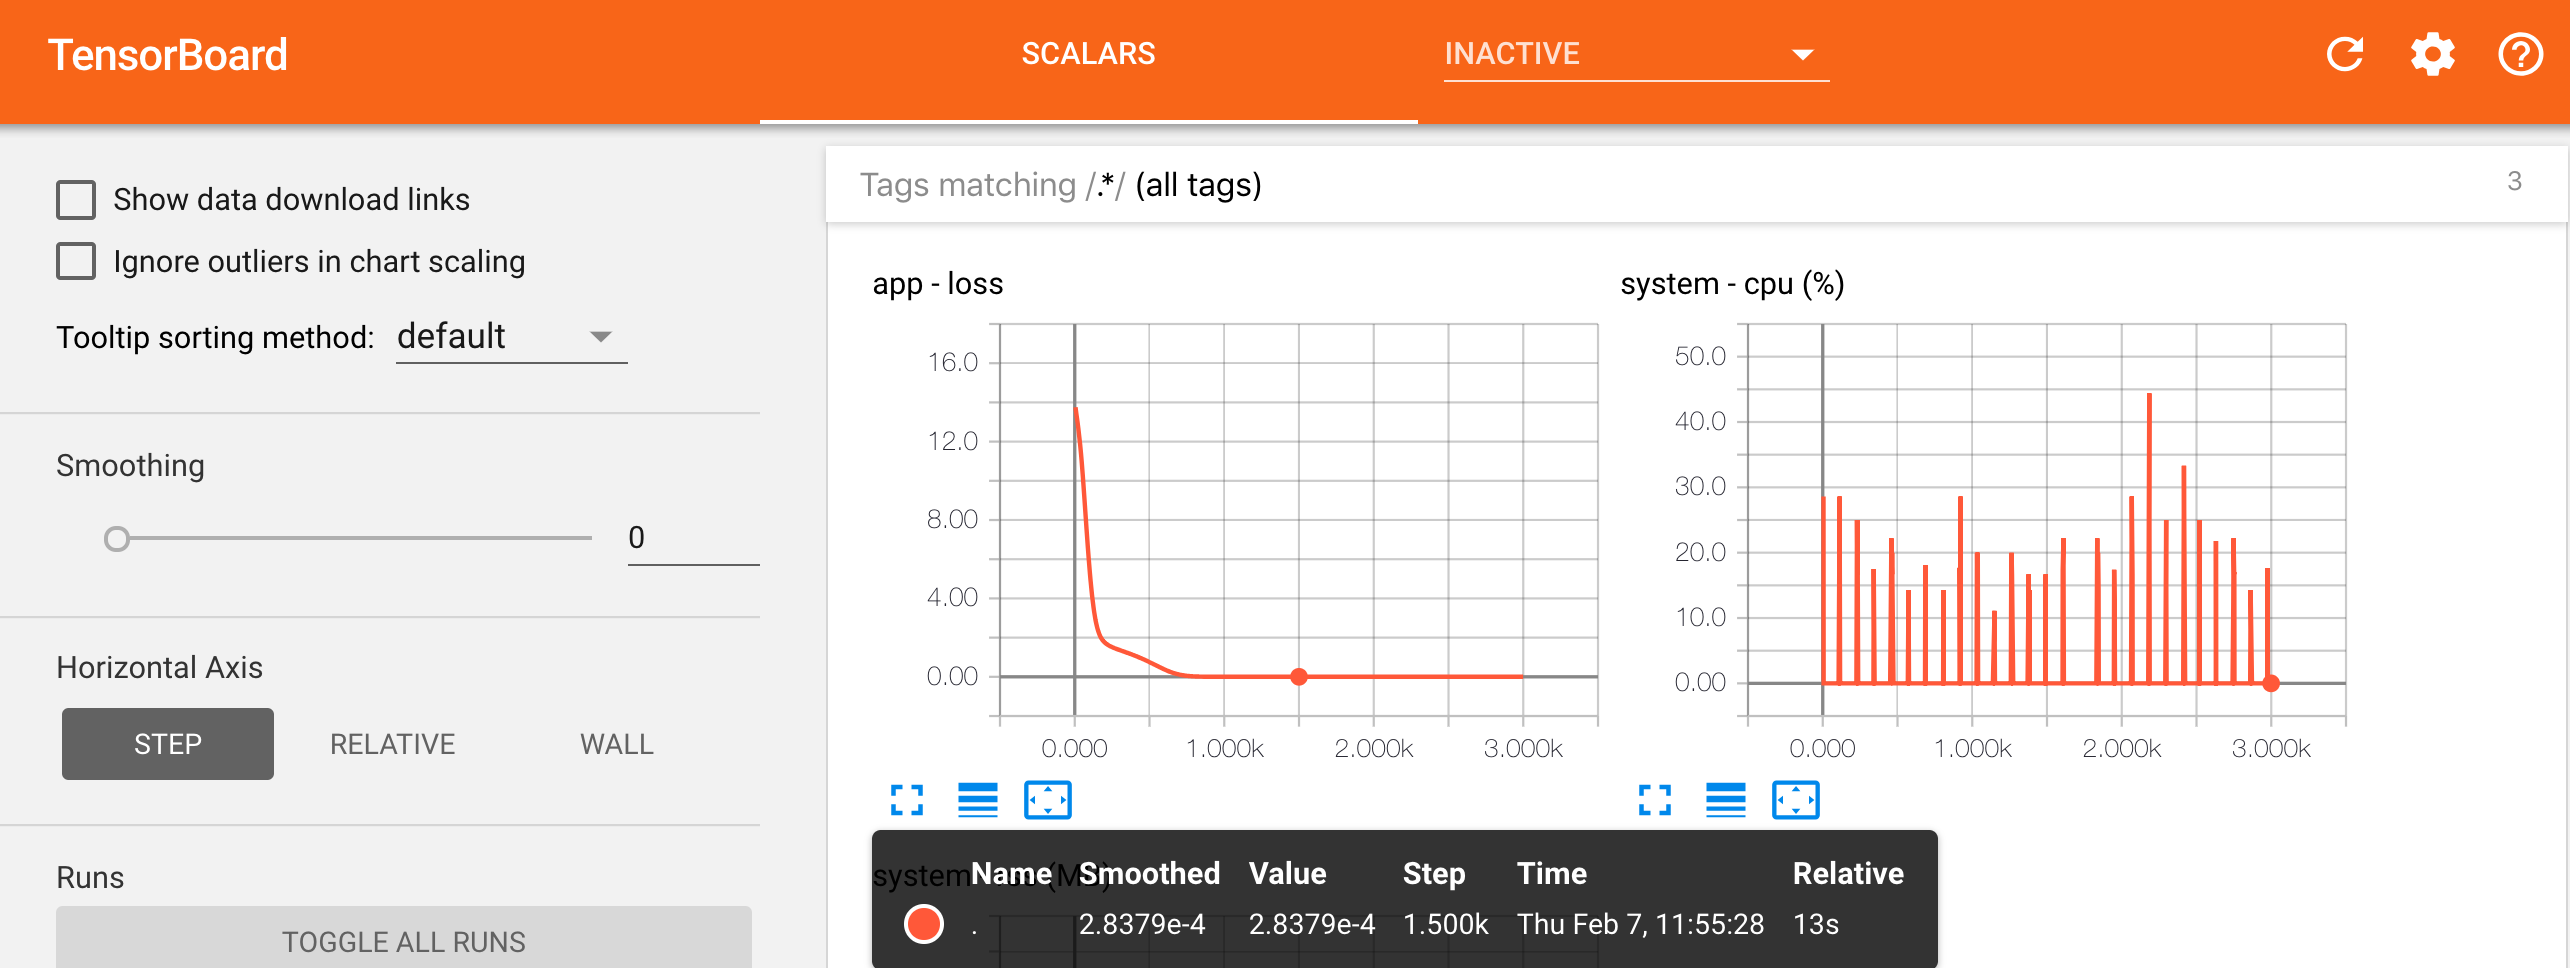 TensorBoard
SCALARS
INACTIVE
Show data download links
Ignore outliers in chart scaling
Tooltip sorting method: default
Smoothing
0
Horizontal Axis
STEP RELATIVE WALL
Runs
TOGGLE ALL RUNS
Tags matching /.*/ (all tags)
3
app - loss
16.0
12.0
8.00
4.00
0.00
0.000 1.000k 2.000k 3.000k
system - cpu (%)
50.0
40.0
30.0
20.0
10.0
0.00
0.000 1.000k 2.000k 3.000k
system
Name Smoothed Value Step Time Relative
. 2.8379e-4 2.8379e-4 1.500k Thu Feb 7, 11:55:28 13s